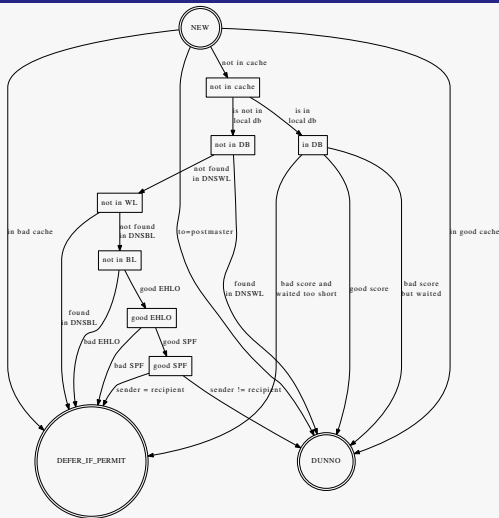 NEW
not in cache
not in cache
is not in
local db
is in
local db
not in DB
in DB
not found
in DNSWL
not in WL
in bad cache
not found
in DNSBL
to=postmaster
in good cache
not in BL
good EHLO
found
in DNSWL
bad score and
waited too short
good score
bad score
but waited
found
in DNSBL
good EHLO
bad EHLO
good SPF
bad SPF
good SPF
sender = recipient
sender != recipient
DEFER_IF_PERMIT
DUNNO